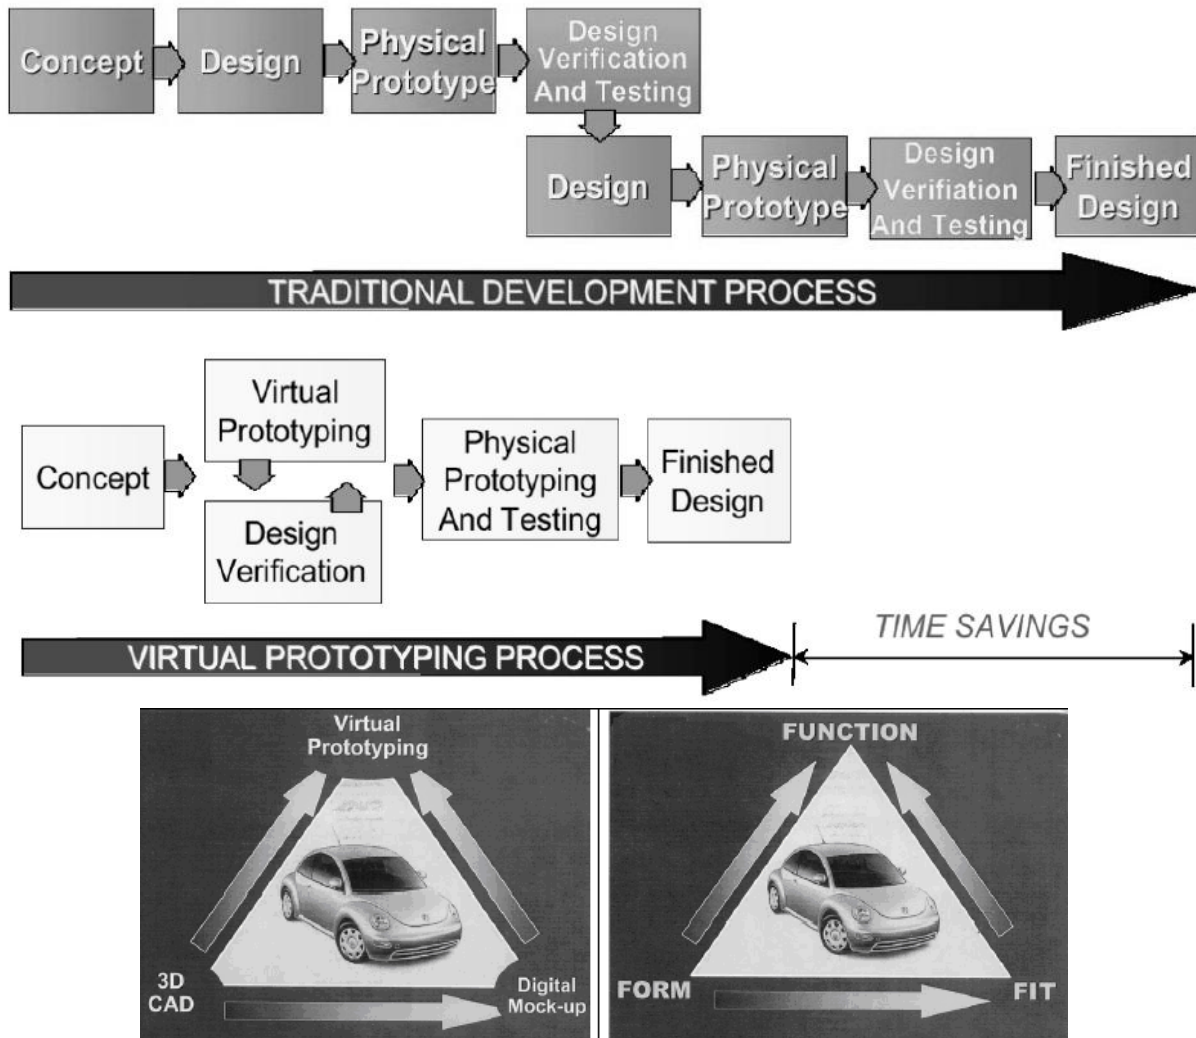 Concept
Design
Physical
Prototype
Design
Verification
And Testing
Design
Physical
Prototype
Design
Verifiation
And Testing
Finished
Design
TRADITIONAL DEVELOPMENT PROCESS
Concept
Virtual
Prototyping
Design
Verification
Physical
Prototyping
And Testing
Finished
Design
VIRTUAL PROTOTYPING PROCESS
TIME SAVINGS
Virtual
Prototyping
3D
CAD
Digital
Mock-up
FUNCTION
FORM
FIT